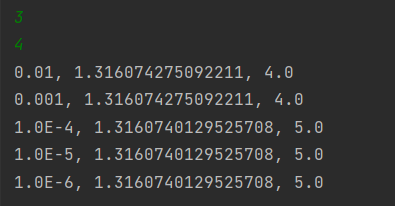 3
4
0.01, 1.316074275092211, 4.0
0.001, 1.316074275092211, 4.0
1.0E-4, 1.3160740129525708, 5.0
1.0E-5, 1.3160740129525708, 5.0
1.0E-6, 1.3160740129525708, 5.0